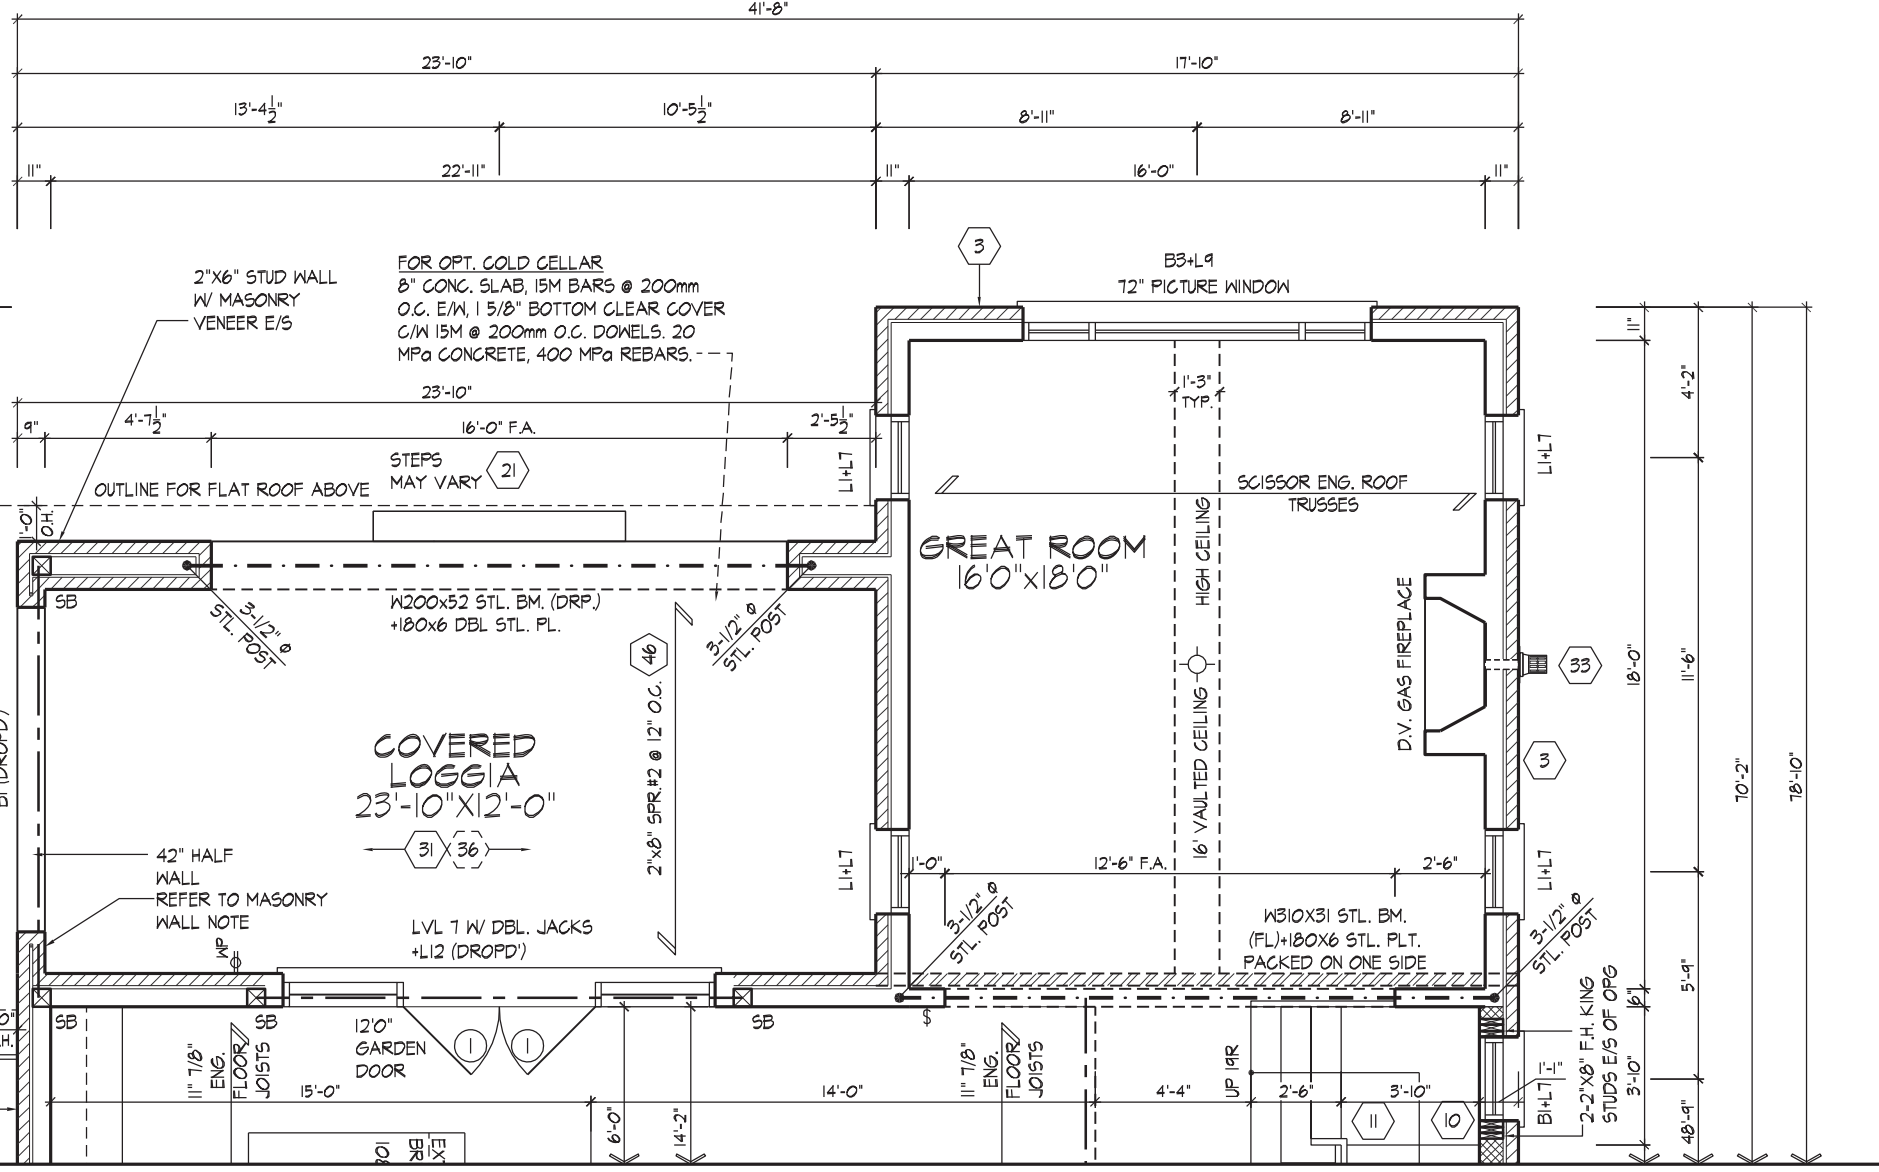 41'-8"
23'-10"
17'-10"
13'-4 1/2"
10'-5 1/2"
8'-11"
8'-11"
11"
22'-11"
11"
16'-0"
11"
3
B3+L9
72" PICTURE WINDOW
2"X6" STUD WALL
W/ MASONRY
VENEER E/S
FOR OPT. COLD CELLAR
8" CONC. SLAB, 15M BARS @ 200mm
O.C. E/W, 1 5/8" BOTTOM CLEAR COVER
C/W 15M @ 200mm O.C. DOWELS. 20
MPa CONCRETE, 400 MPa REBARS.
23'-10"
9"
4'-7 1/2"
16'-0" F.A.
2'-5 1/2"
STEPS
MAY VARY
21
OUTLINE FOR FLAT ROOF ABOVE
1'-0"
O.H.
L1+L7
1'-3"
TYP.
SCISSOR ENG. ROOF
TRUSSES
L1+L7
11"
4'-2"
GREAT ROOM
16'0"x18'0"
HIGH CEILING
16' VAULTED CEILING
D.V. GAS FIREPLACE
33
3
18'-0"
11'-6"
70'-2"
78'-10"
SB
3-1/2" Ø
STL. POST
W200x52 STL. BM. (DRP.)
+180x6 DBL STL. PL.
3-1/2" Ø
STL. POST
46
2"x8" SPR.#2 @ 12" O.C.
COVERED
LOGGIA
23'-10"X12'-0"
31
36
42" HALF
WALL
REFER TO MASONRY
WALL NOTE
WP
LVL 7 W/ DBL. JACKS
+L12 (DROPD')
L1+L7
1'-0"
12'-6" F.A.
2'-6"
L1+L7
3-1/2" Ø
STL. POST
W310X31 STL. BM.
(FL)+180X6 STL. PLT.
PACKED ON ONE SIDE
3-1/2" Ø
STL. POST
5'-9"
6"
SB
SB
SB
$
11 7/8"
ENG.
FLOOR
JOISTS
12'0"
GARDEN
DOOR
1
1
11 7/8"
ENG.
FLOOR
JOISTS
UP 19R
2-2"X8" F.H. KING
STUDS E/S OF OPG
15'-0"
14'-0"
4'-4"
2'-6"
3'-10"
1'-1"
B1+L7
3'-10"
48'-9"
6'-0"
14'-2"
11
10